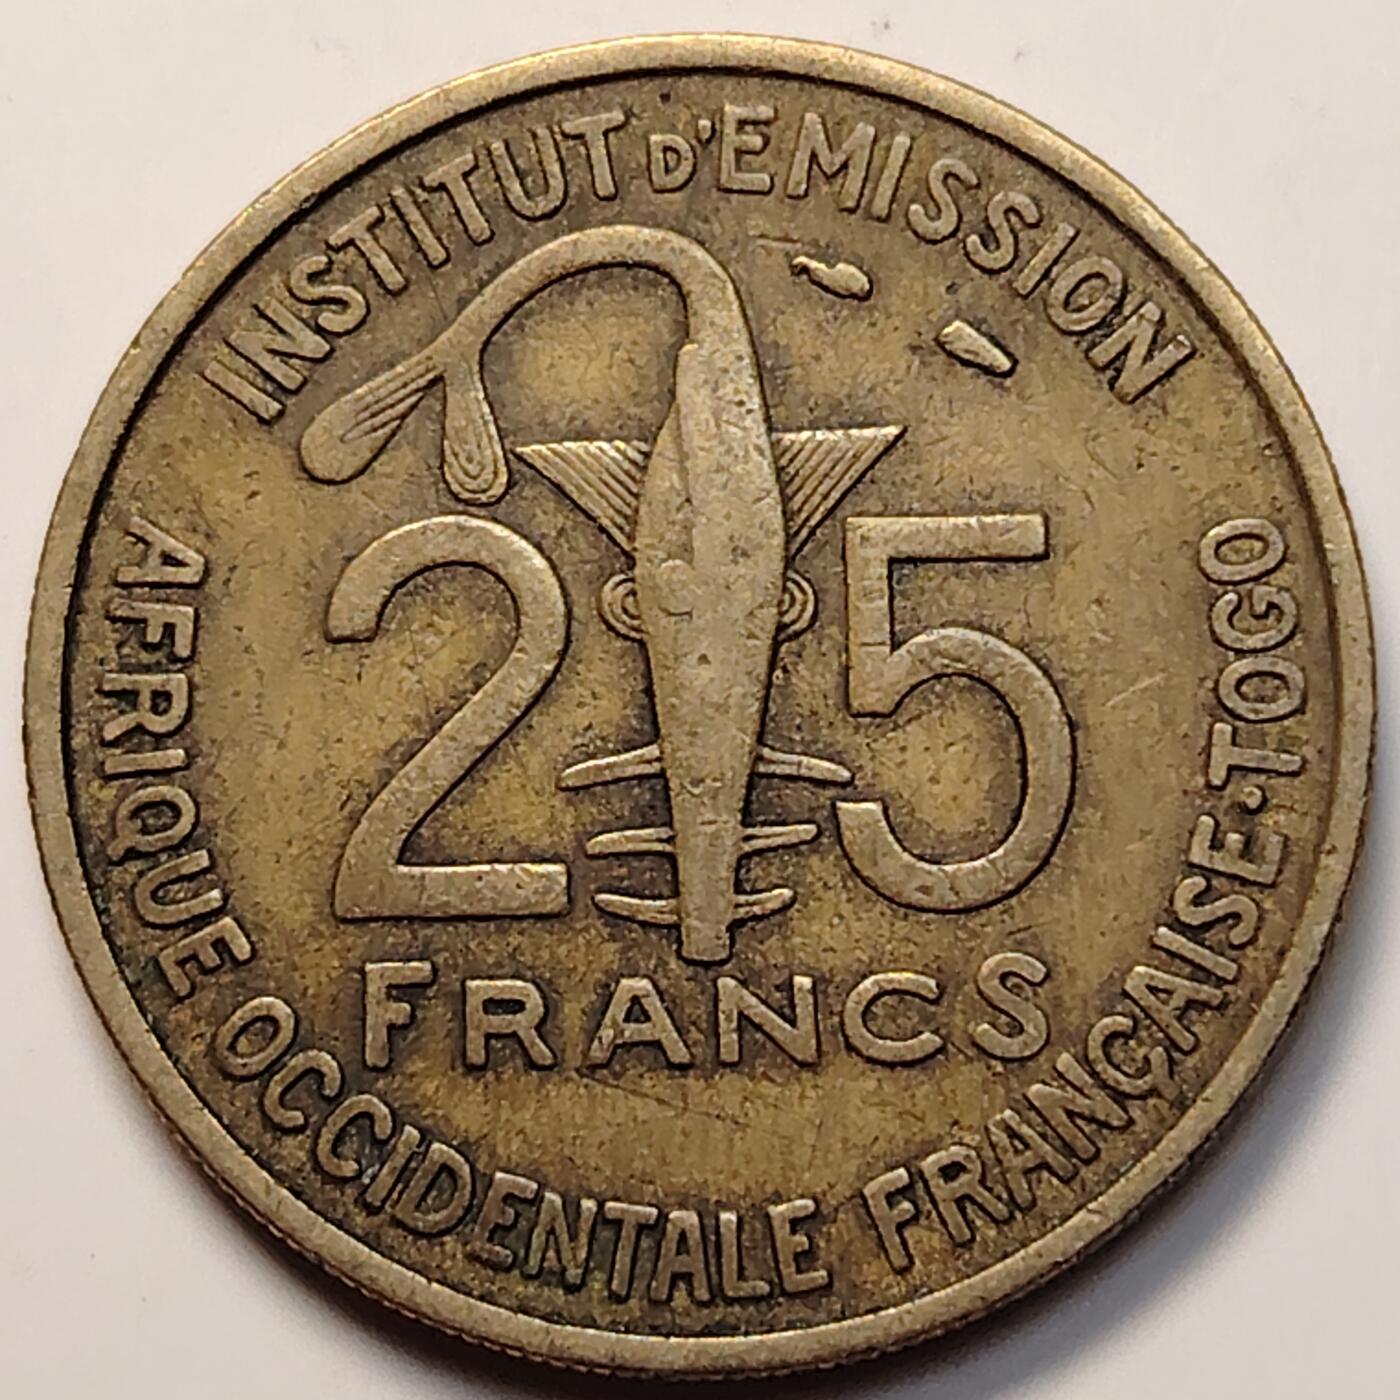 INSTITUT D'EMISSION
25
FRANCS
AFRIQUE OCCIDENTALE FRANÇAISE·TOGO